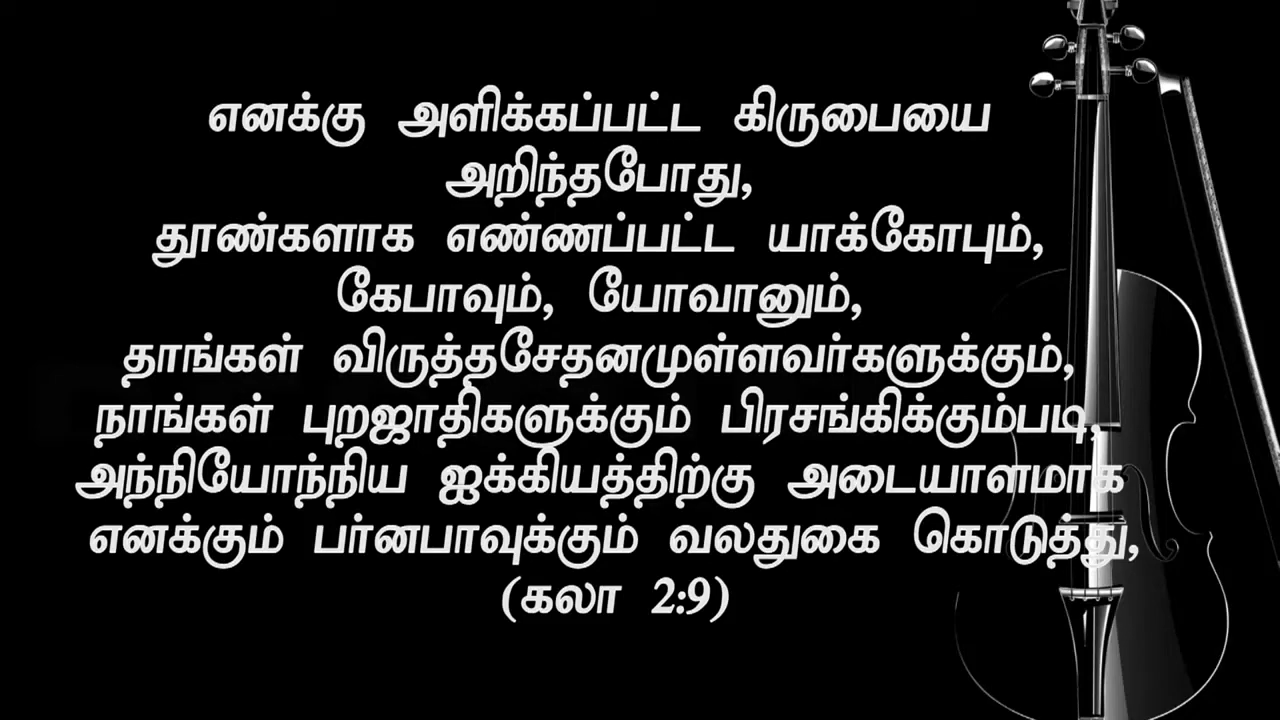 எனக்கு அளிக்கப்பட்ட கிருபையை
அறிந்தபோது,
தூண்களாக எண்ணப்பட்ட யாக்கோபும்,
கேபாவும், யோவானும்,
தாங்கள் விருத்தசேதனமுள்ளவர்களுக்கும்,
நாங்கள் புறஜாதிகளுக்கும் பிரசங்கிக்கும்படி,
அந்நியோந்நிய ஐக்கியத்திற்கு அடையாளமாக
எனக்கும் பர்னபாவுக்கும் வலதுகை கொடுத்து,
(கலா 2:9)